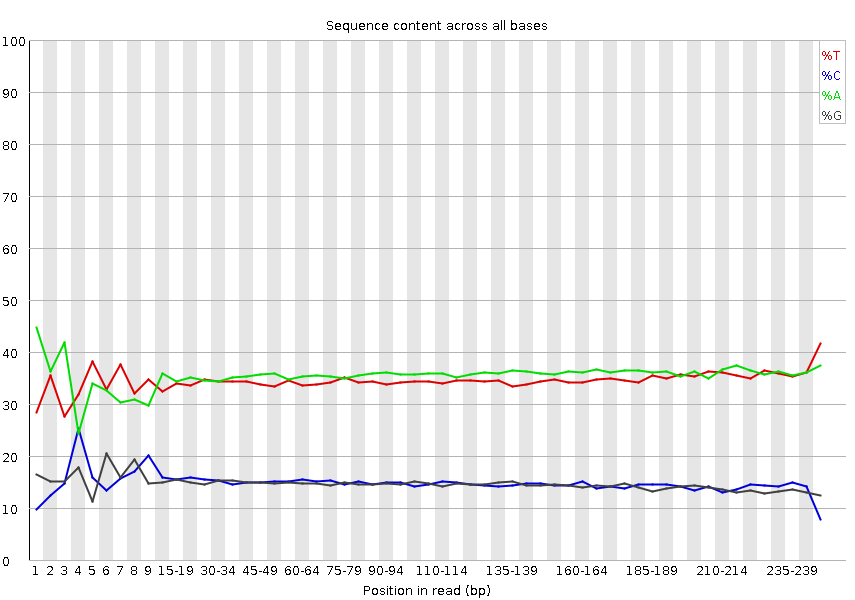 Sequence content across all bases
100
90
80
70
60
50
40
30
20
10
0
%T
%C
%A
%G
1 2 3 4 5 6 7 8 9 15-19 30-34 45-49 60-64 75-79 90-94 110-114 135-139 160-164 185-189 210-214 235-239
Position in read (bp)